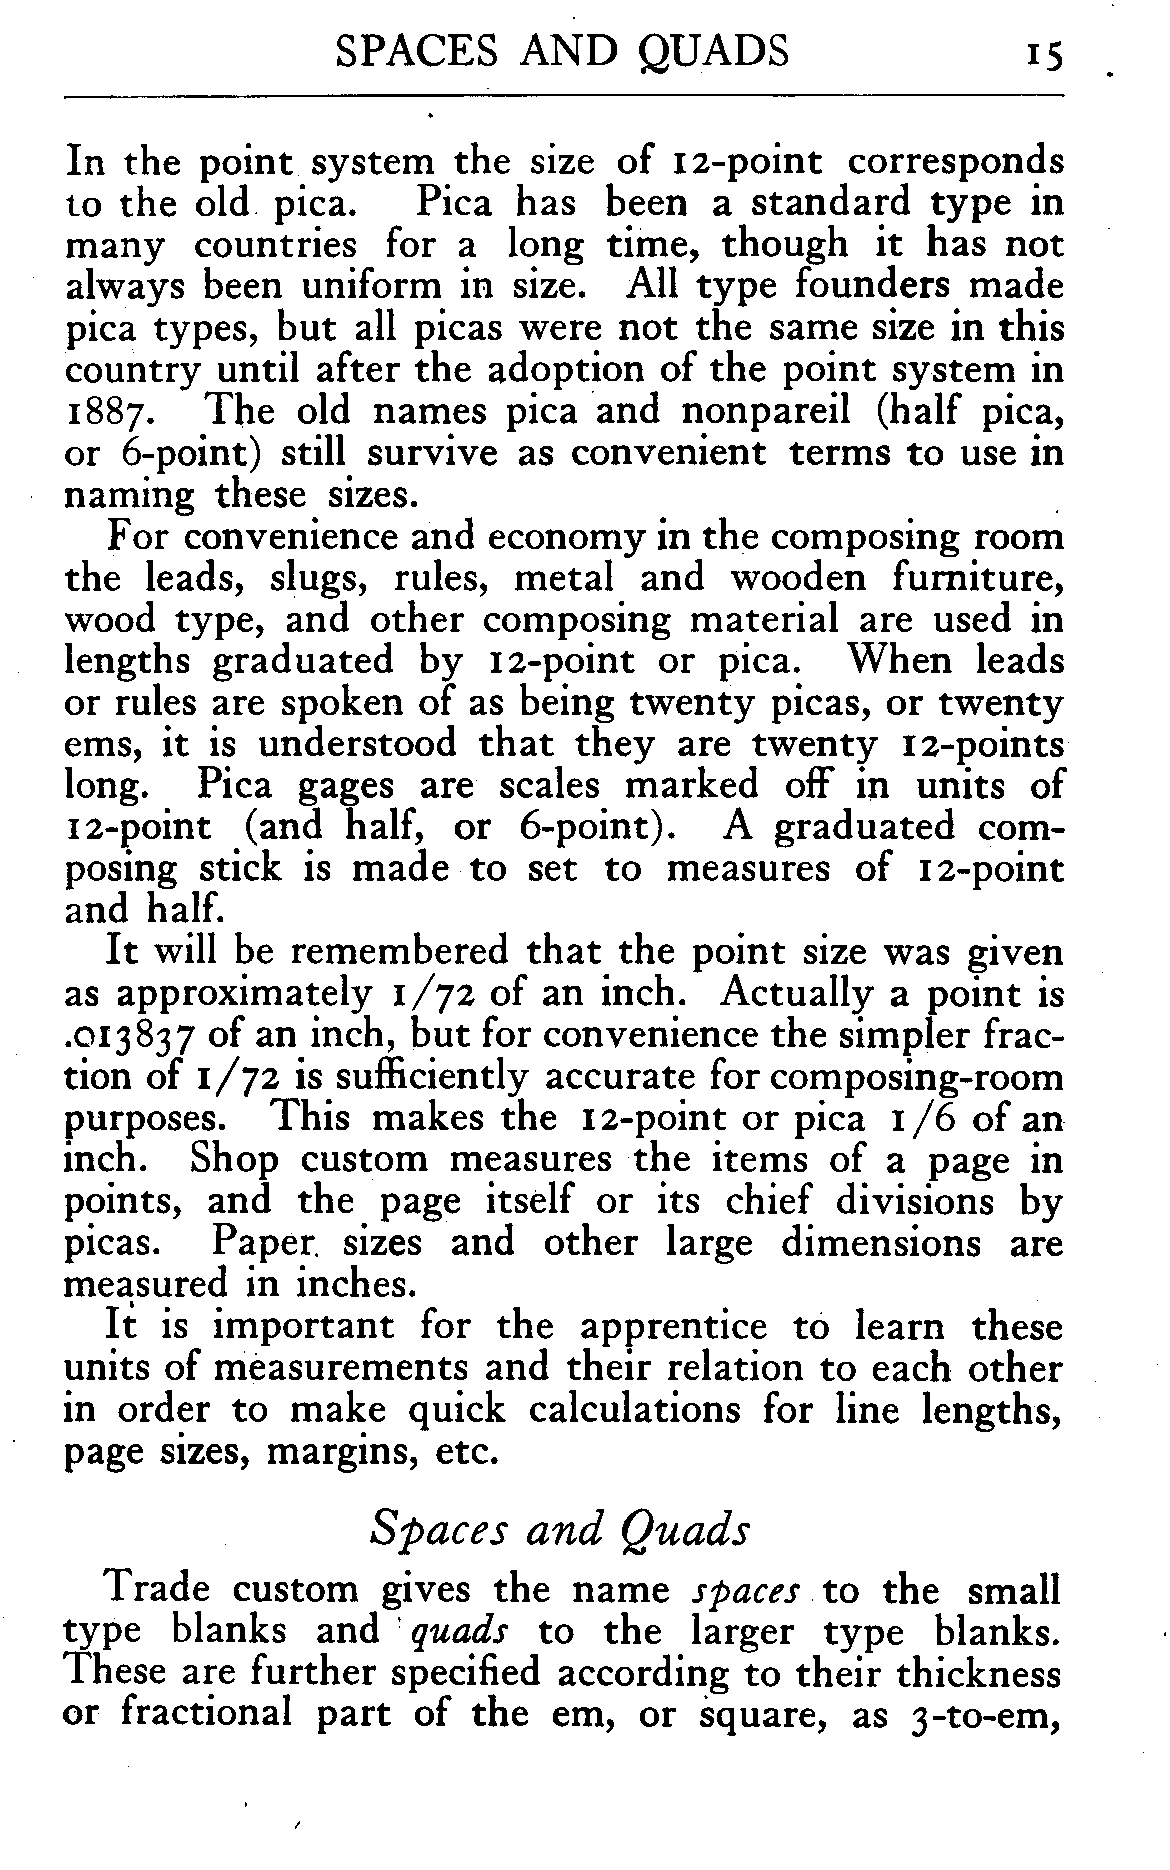 SPACES AND QUADS 15
In the point system the size of 12-point corresponds
to the old pica. Pica has been a standard type in
many countries for a long time, though it has not
always been uniform in size. All type founders made
pica types, but all picas were not the same size in this
country until after the adoption of the point system in
1887. The old names pica and nonpareil (half pica,
or 6-point) still survive as convenient terms to use in
naming these sizes.
For convenience and economy in the composing room
the leads, slugs, rules, metal and wooden furniture,
wood type, and other composing material are used in
lengths graduated by 12-point or pica. When leads
or rules are spoken of as being twenty picas, or twenty
ems, it is understood that they are twenty 12-points
long. Pica gages are scales marked off in units of
12-point (and half, or 6-point). A graduated com-
posing stick is made to set to measures of 12-point
and half.
It will be remembered that the point size was given
as approximately 1/72 of an inch. Actually a point is
.013837 of an inch, but for convenience the simpler frac-
tion of 1/72 is sufficiently accurate for composing-room
purposes. This makes the 12-point or pica 1/6 of an
inch. Shop custom measures the items of a page in
points, and the page itself or its chief divisions by
picas. Paper sizes and other large dimensions are
measured in inches.
It is important for the apprentice to learn these
units of measurements and their relation to each other
in order to make quick calculations for line lengths,
page sizes, margins, etc.
Spaces and Quads
Trade custom gives the name spaces to the small
type blanks and quads to the larger type blanks.
These are further specified according to their thickness
or fractional part of the em, or square, as 3-to-em,